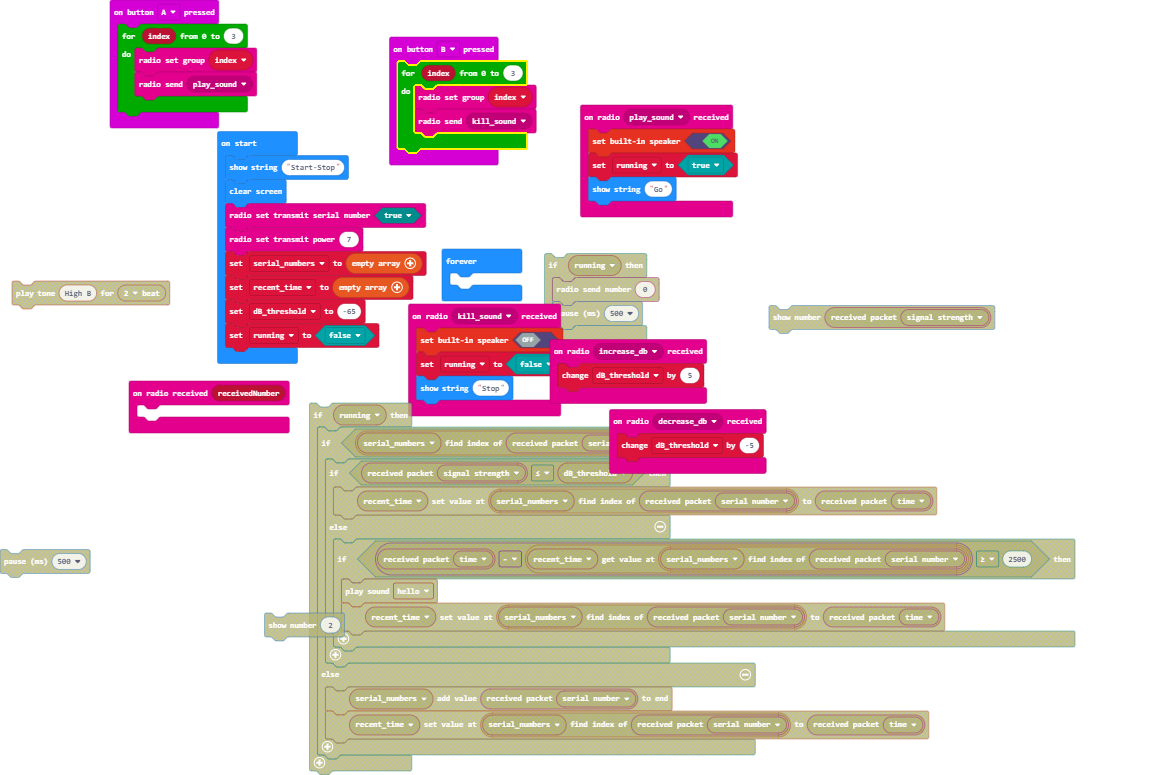 on button A pressed
for index from 0 to 3
do
radio set group index
radio send play_sound
on button B pressed
for index from 0 to 3
do
radio set group index
radio send kill_sound
on radio play_sound received
set built-in speaker ON
set running to true
show string "Go"
on start
show string "Start-Stop"
clear screen
radio set transmit serial number true
radio set transmit power 7
set serial_numbers to empty array
set recent_time to empty array
set dB_threshold to -65
set running to false
forever
if running then
radio send number 0
pause (ms) 500
play tone High B for 2 beat
show number received packet signal strength
on radio kill_sound received
set built-in speaker OFF
set running to false
show string "Stop"
on radio increase_db received
change dB_threshold by 5
on radio decrease_db received
change dB_threshold by -5
on radio received receivedNumber
if running then
if serial_numbers find index of received packet
if received packet signal strength ≤ dB_threshold
recent_time set value at serial_numbers find index of received packet serial number to received packet time
else
if received packet time - recent_time get value at serial_numbers find index of received packet serial number ≥ 2500 then
play sound hello
recent_time set value at serial_numbers find index of received packet serial number to received packet time
else
serial_numbers add value received packet serial number to end
recent_time set value at serial_numbers find index of received packet serial number to received packet time
pause (ms) 500
show number 2